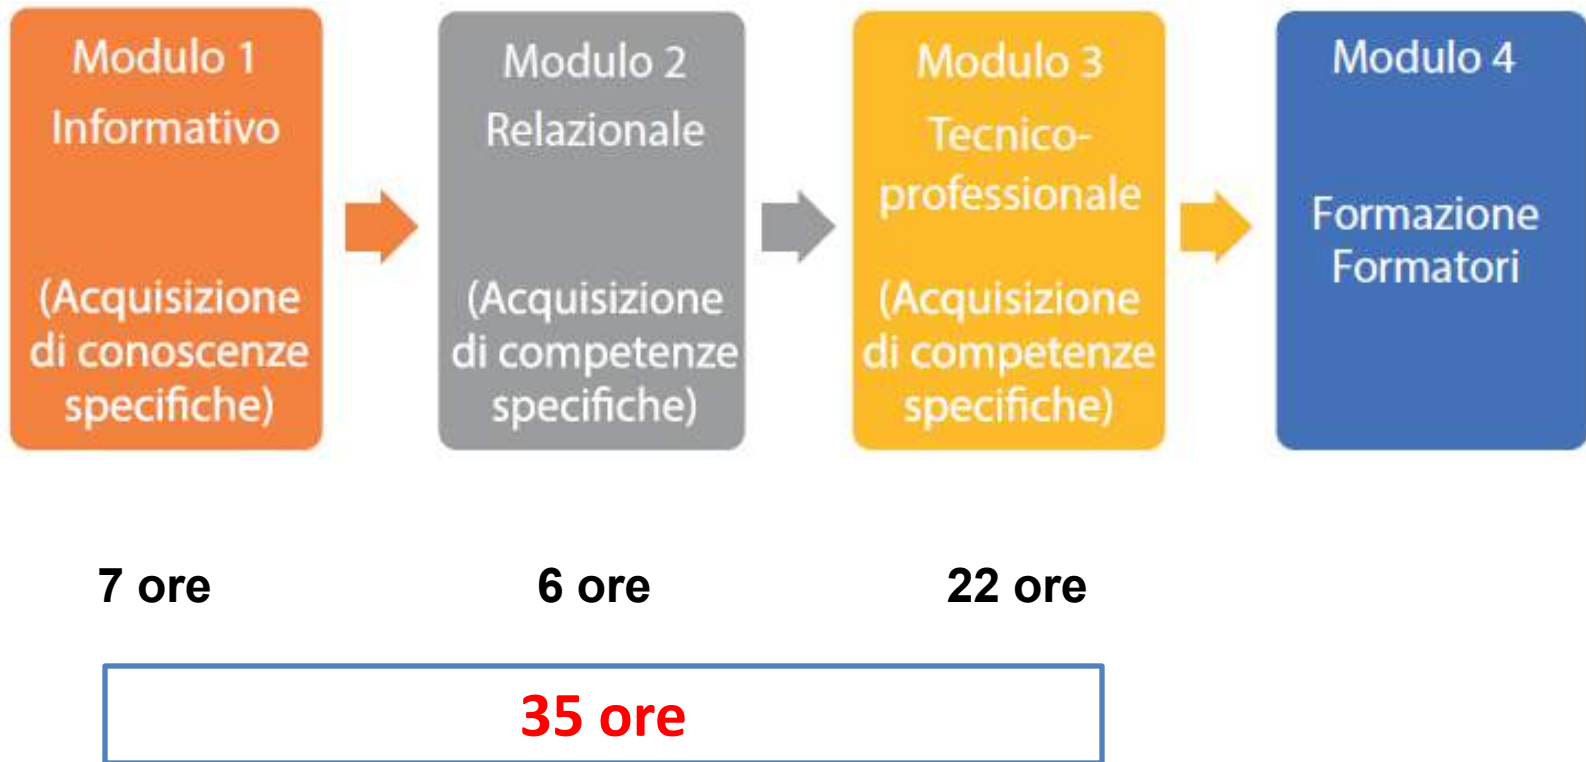 Modulo 1
Informativo
(Acquisizione
di conoscenze
specifiche)
Modulo 2
Relazionale
(Acquisizione
di competenze
specifiche)
Modulo 3
Tecnico-
professionale
(Acquisizione
di competenze
specifiche)
Modulo 4
Formazione
Formatori
7 ore
6 ore
22 ore
35 ore